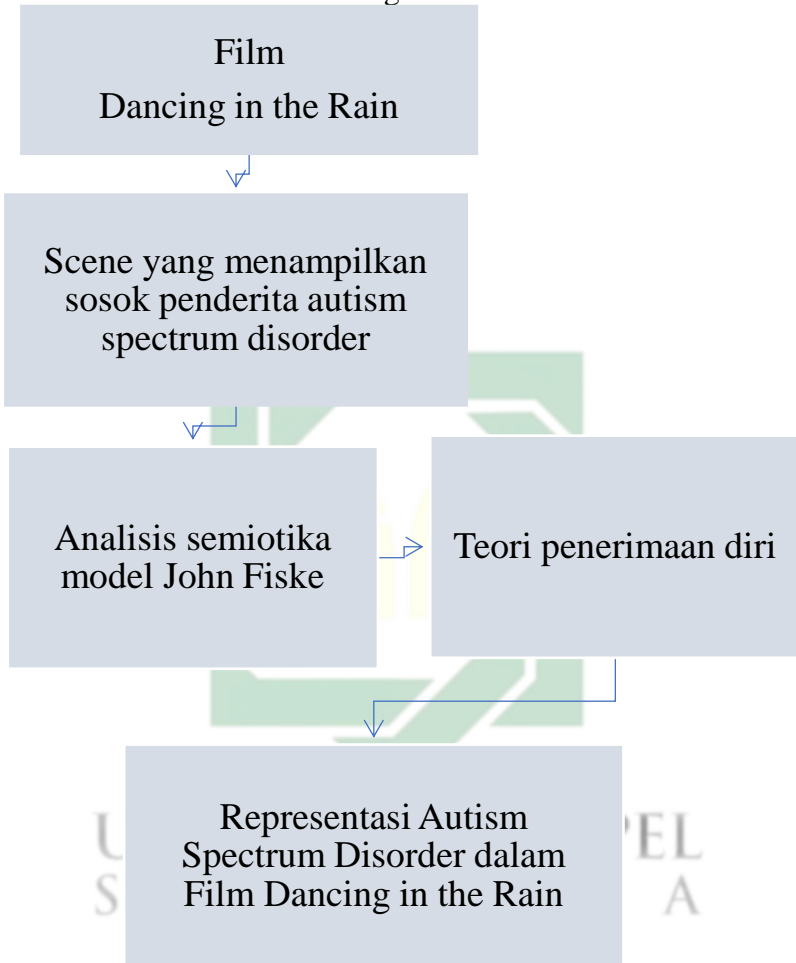 Film
Dancing in the Rain
Scene yang menampilkan
sosok penderita autism
spectrum disorder
Analisis semiotika
model John Fiske
Teori penerimaan diri
Representasi Autism
Spectrum Disorder dalam
Film Dancing in the Rain